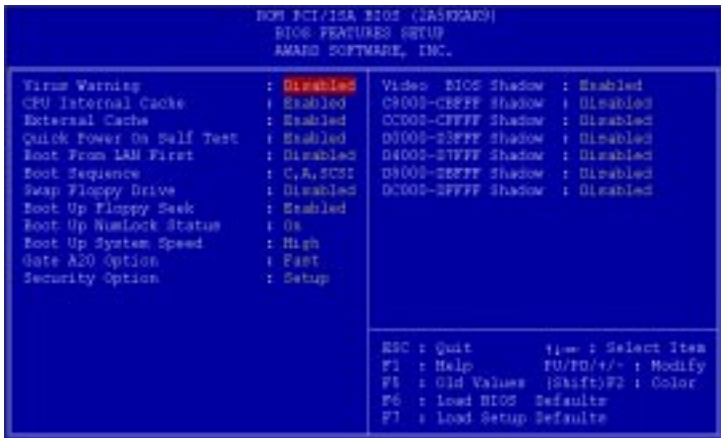 ROM PCI/ISA BIOS (2A5KKAK9)
BIOS FEATURES SETUP
AWARD SOFTWARE, INC.
Virus Warning : Disabled
CPU Internal Cache : Enabled
External Cache : Enabled
Quick Power On Self Test : Enabled
Boot From LAN First : Disabled
Boot Sequence : C,A,SCSI
Swap Floppy Drive : Disabled
Boot Up Floppy Seek : Enabled
Boot Up NumLock Status : On
Boot Up System Speed : High
Gate A20 Option : Fast
Security Option : Setup
Video BIOS Shadow : Enabled
C8000-CBFFF Shadow : Disabled
CC000-CFFFF Shadow : Disabled
D0000-D3FFF Shadow : Disabled
D4000-D7FFF Shadow : Disabled
D8000-DBFFF Shadow : Disabled
DC000-DFFFF Shadow : Disabled
ESC : Quit ↑↓→← : Select Item
F1 : Help PU/PD/+/- : Modify
F5 : Old Values (Shift)F2 : Color
F6 : Load BIOS Defaults
F7 : Load Setup Defaults